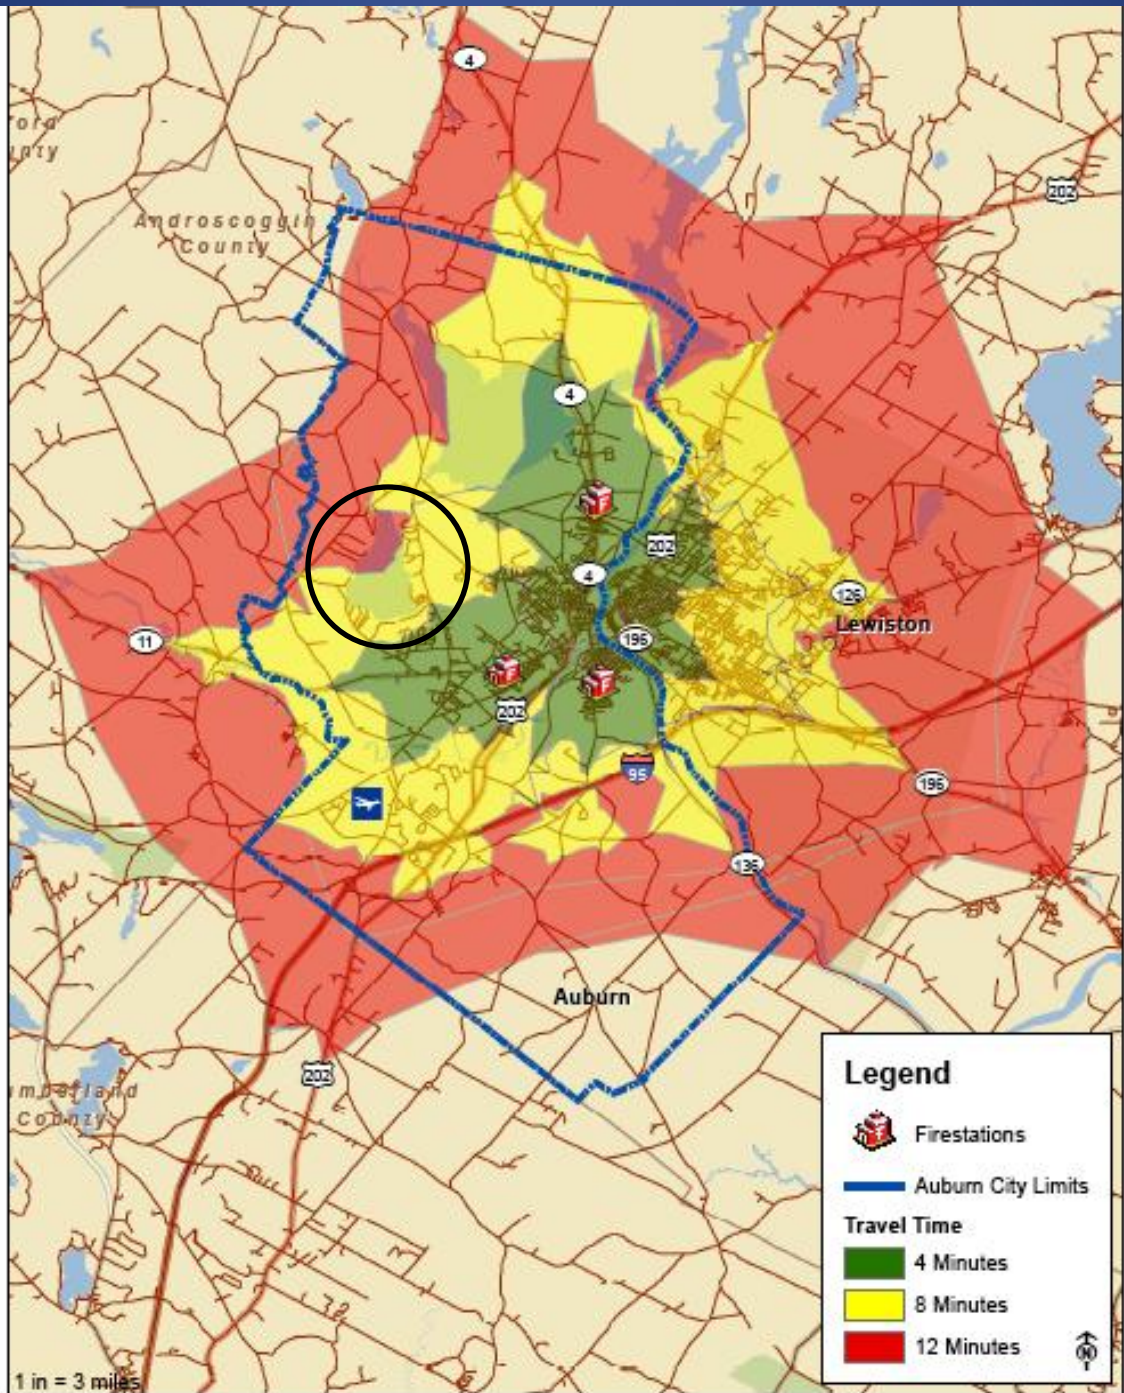 4
202
Androscoggin
County
4
202
4
126
Lewiston
11
196
202
95
196
136
Auburn
202
County
Legend
F Firestations
Auburn City Limits
Travel Time
4 Minutes
8 Minutes
12 Minutes
N
1 in = 3 miles